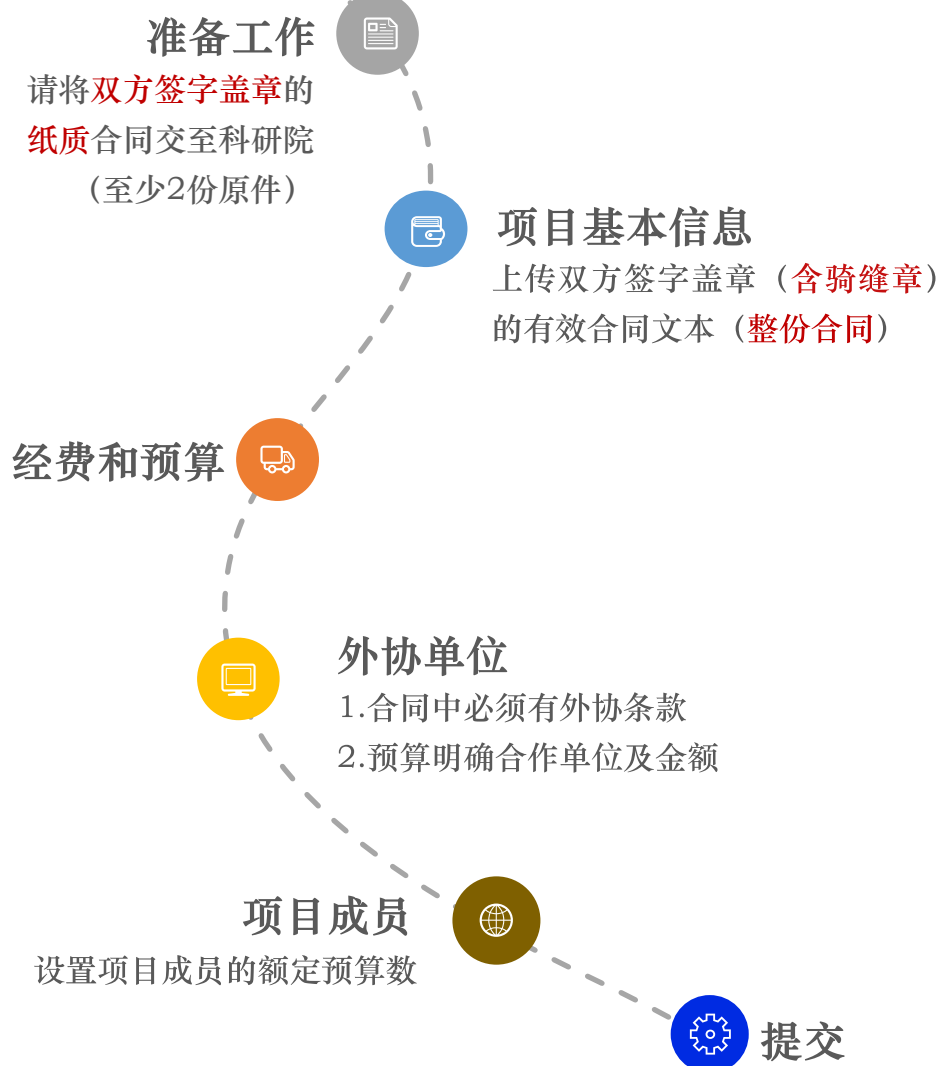 准备工作
请将双方签字盖章的
纸质合同交至科研院
（至少2份原件）
项目基本信息
上传双方签字盖章（含骑缝章）
的有效合同文本（整份合同）
经费和预算
外协单位
1.合同中必须有外协条款
2.预算明确合作单位及金额
项目成员
设置项目成员的额定预算数
提交